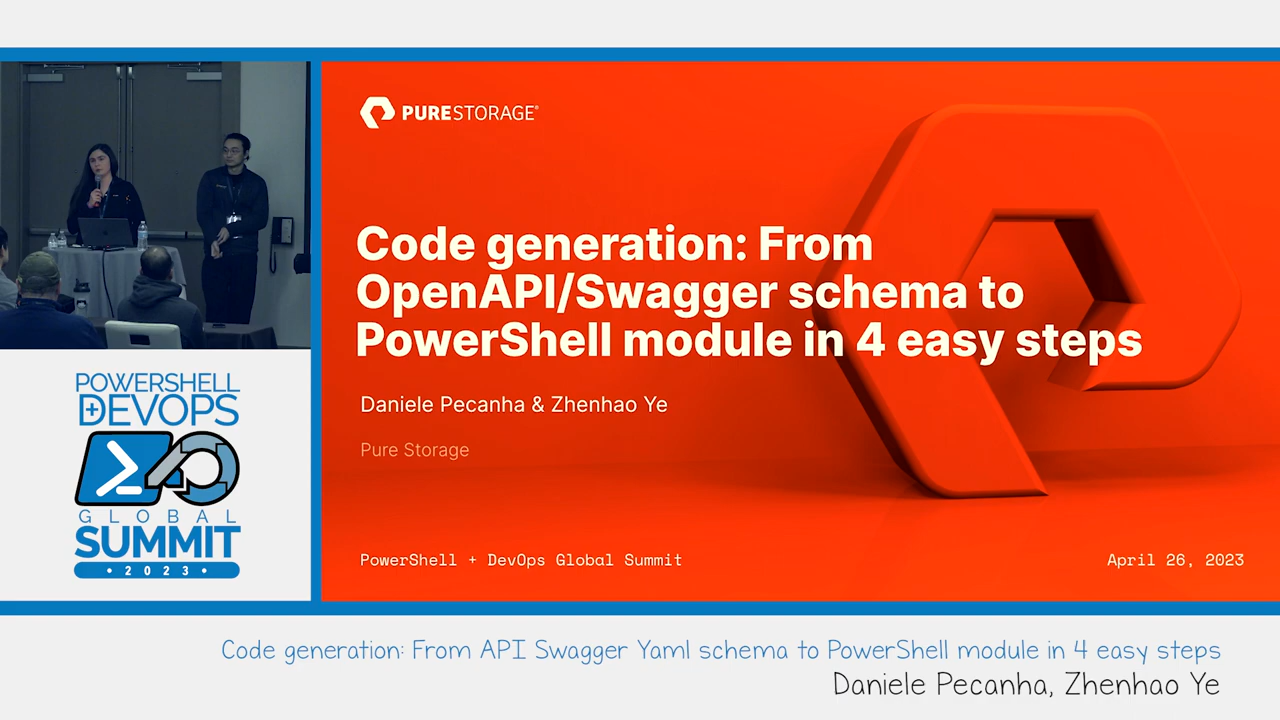 PURESTORAGE®
Code generation: From
OpenAPI/Swagger schema to
PowerShell module in 4 easy steps
Daniele Pecanha & Zhenhao Ye
Pure Storage
PowerShell + DevOps Global Summit
April 26, 2023
POWERSHELL
+DEVOPS
GLOBAL
SUMMIT
• 2023 •
Code generation: From API Swagger Yaml schema to PowerShell module in 4 easy steps
Daniele Pecanha, Zhenhao Ye